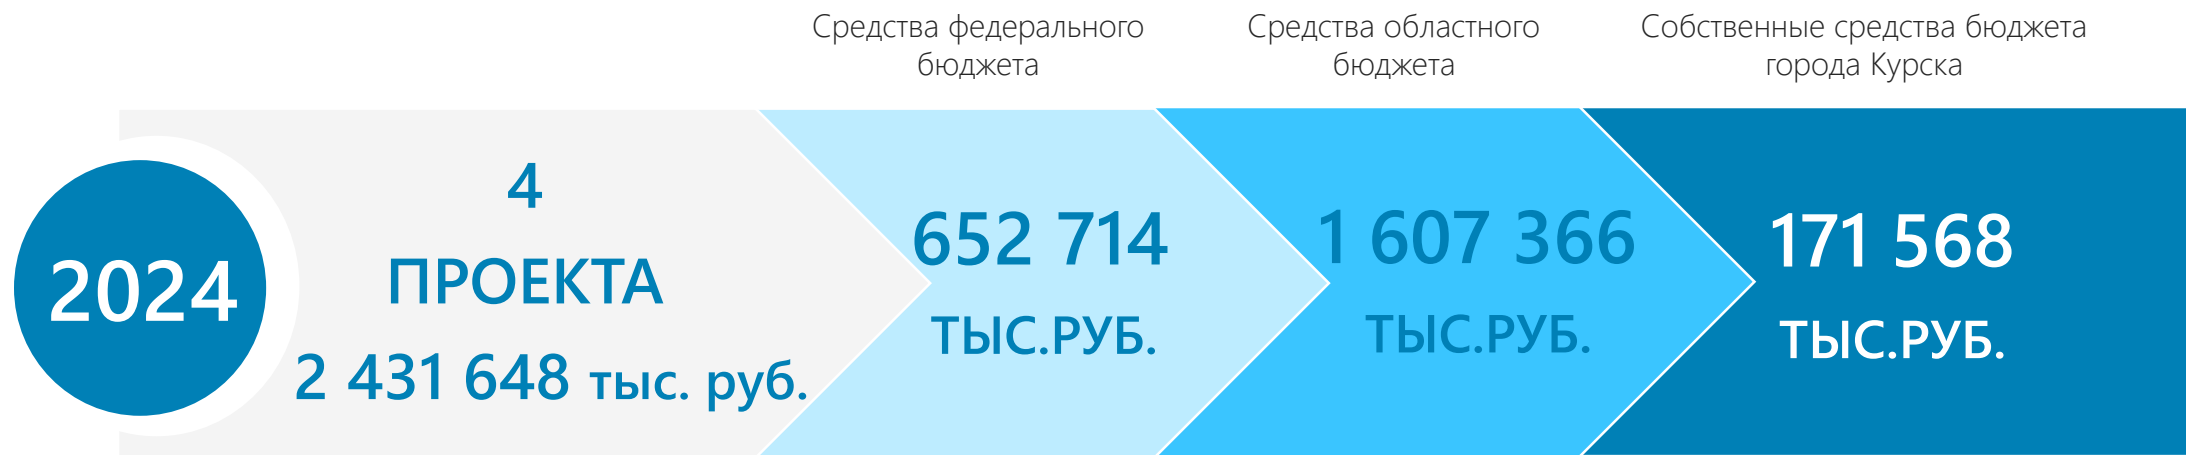 Средства федерального
бюджета
Средства областного
бюджета
Собственные средства бюджета
города Курска
2024
4
ПРОЕКТА
2 431 648 тыс. руб.
652 714
ТЫС.РУБ.
1 607 366
ТЫС.РУБ.
171 568
ТЫС.РУБ.